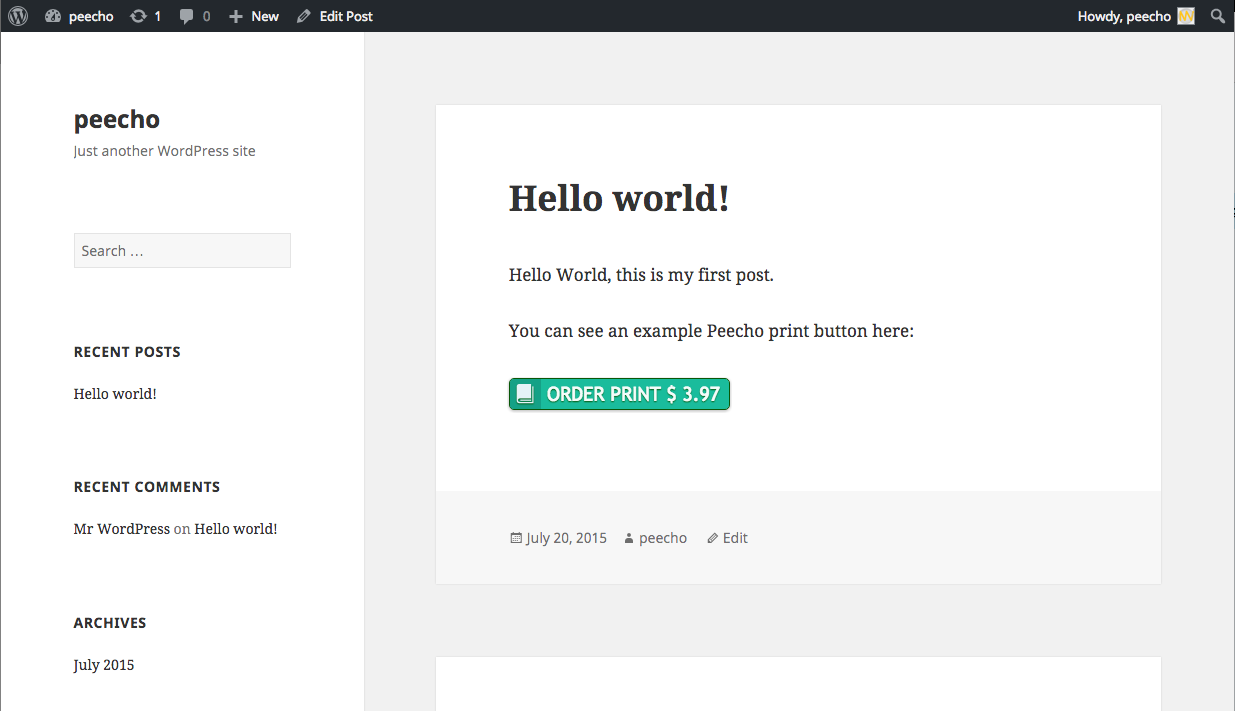 peecho 1 0 New Edit Post Howdy, peecho
peecho
Just another WordPress site
Search …
RECENT POSTS
Hello world!
RECENT COMMENTS
Mr WordPress on Hello world!
ARCHIVES
July 2015
Hello world!
Hello World, this is my first post.
You can see an example Peecho print button here:
ORDER PRINT $ 3.97
July 20, 2015 peecho Edit